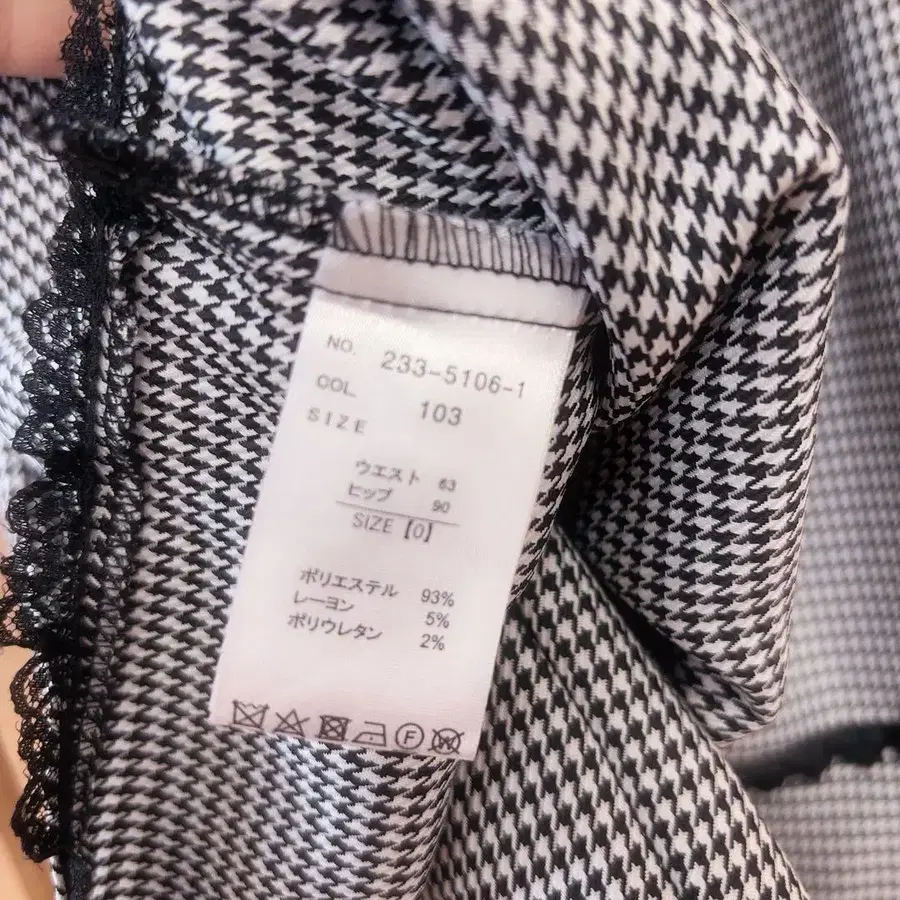 NO. 233-5106-1
COL. 103
SIZE
ウエスト 63
ヒップ 90
SIZE【0】
ポリエステル 93%
レーヨン 5%
ポリウレタン 2%
F W